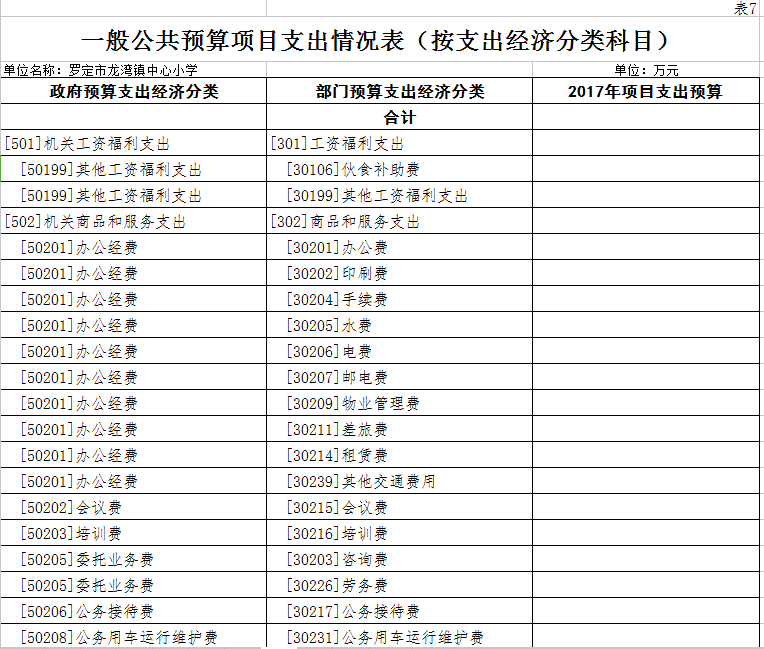 表7
一般公共预算项目支出情况表（按支出经济分类科目）
单位名称：罗定市龙湾镇中心小学 单位：万元
政府预算支出经济分类 部门预算支出经济分类 2017年项目支出预算
合计
[501]机关工资福利支出 [301]工资福利支出
[50199]其他工资福利支出 [30106]伙食补助费
[50199]其他工资福利支出 [30199]其他工资福利支出
[502]机关商品和服务支出 [302]商品和服务支出
[50201]办公经费 [30201]办公费
[50201]办公经费 [30202]印刷费
[50201]办公经费 [30204]手续费
[50201]办公经费 [30205]水费
[50201]办公经费 [30206]电费
[50201]办公经费 [30207]邮电费
[50201]办公经费 [30209]物业管理费
[50201]办公经费 [30211]差旅费
[50201]办公经费 [30214]租赁费
[50201]办公经费 [30239]其他交通费用
[50202]会议费 [30215]会议费
[50203]培训费 [30216]培训费
[50205]委托业务费 [30203]咨询费
[50205]委托业务费 [30226]劳务费
[50206]公务接待费 [30217]公务接待费
[50208]公务用车运行维护费 [30231]公务用车运行维护费